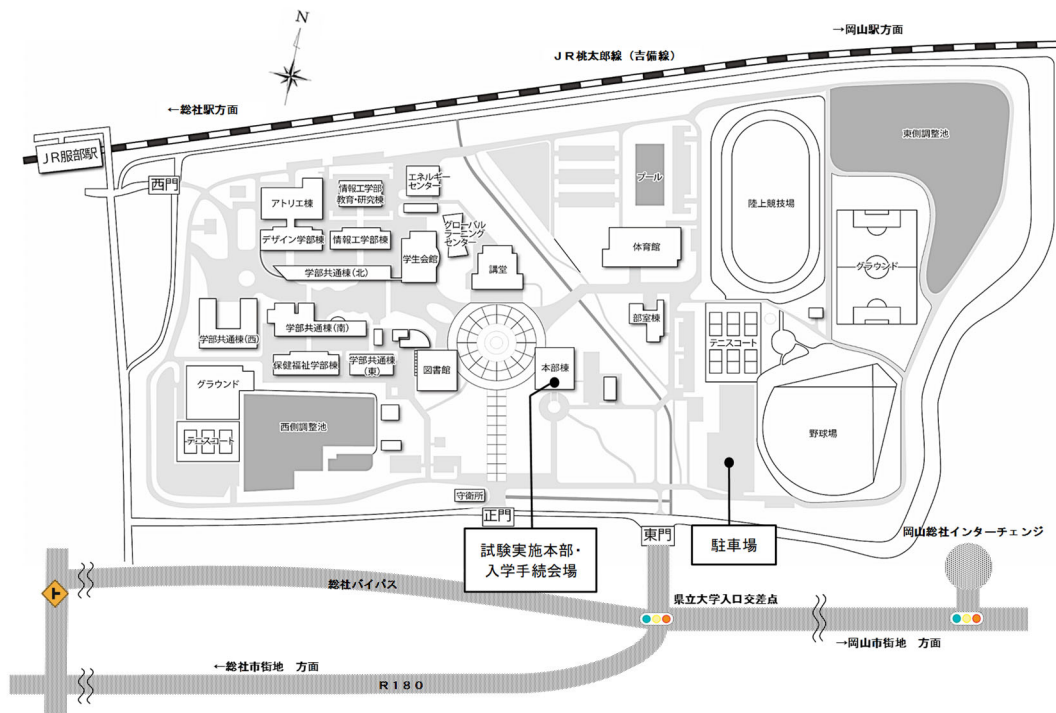 N
→岡山駅方面
JR桃太郎線(吉備線)
←総社駅方面
JR服部駅
西門
東側調整池
エネルギー
センター
プール
情報工学部
教育・研究棟
アトリエ棟
陸上競技場
グローバル
ラーニング
センター
デザイン学部棟
情報工学部棟
学生会館
体育館
講堂
グラウンド
学部共通棟(北)
部室棟
学部共通棟(南)
学部共通棟(西)
テニスコート
保健福祉学部棟
学部共通棟
(東)
図書館
本部棟
グラウンド
西側調整池
テニスコート
野球場
守衛所
正門
東門
試験実施本部・
入学手続会場
駐車場
岡山総社インターチェンジ
総社バイパス
県立大学入口交差点
→岡山市街地 方面
←総社市街地 方面
R180